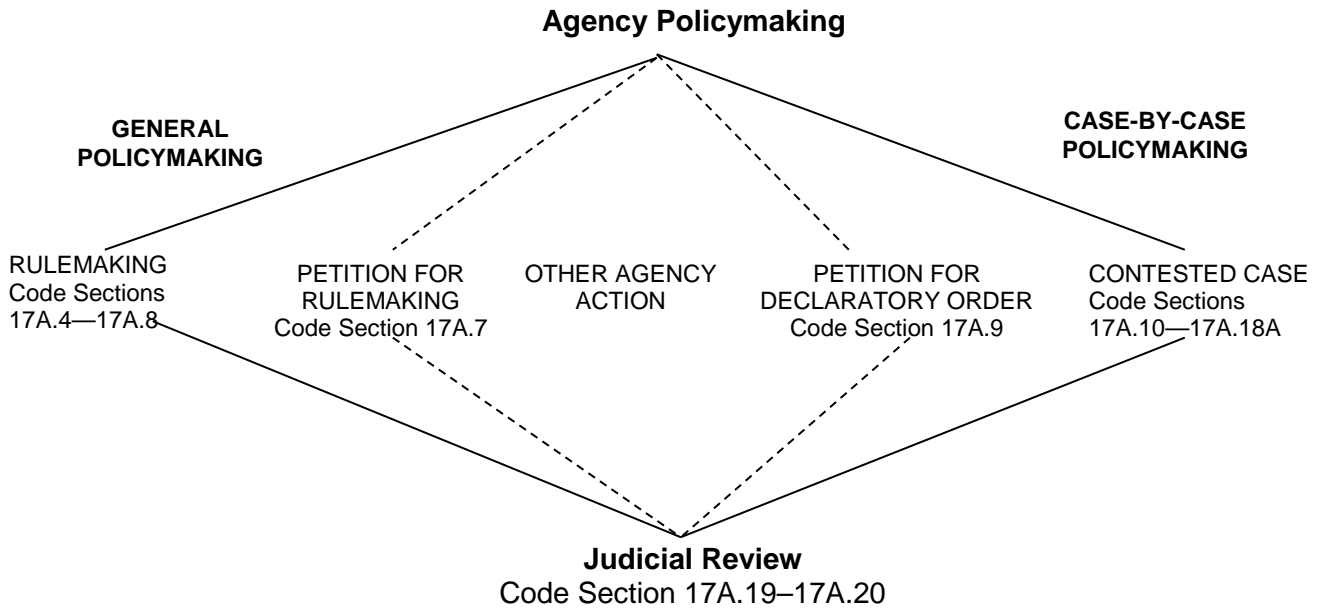 Agency Policymaking
GENERAL
POLICYMAKING
CASE-BY-CASE
POLICYMAKING
RULEMAKING
Code Sections
17A.4—17A.8
PETITION FOR
RULEMAKING
Code Section 17A.7
OTHER AGENCY
ACTION
PETITION FOR
DECLARATORY ORDER
Code Section 17A.9
CONTESTED CASE
Code Sections
17A.10—17A.18A
Judicial Review
Code Section 17A.19–17A.20